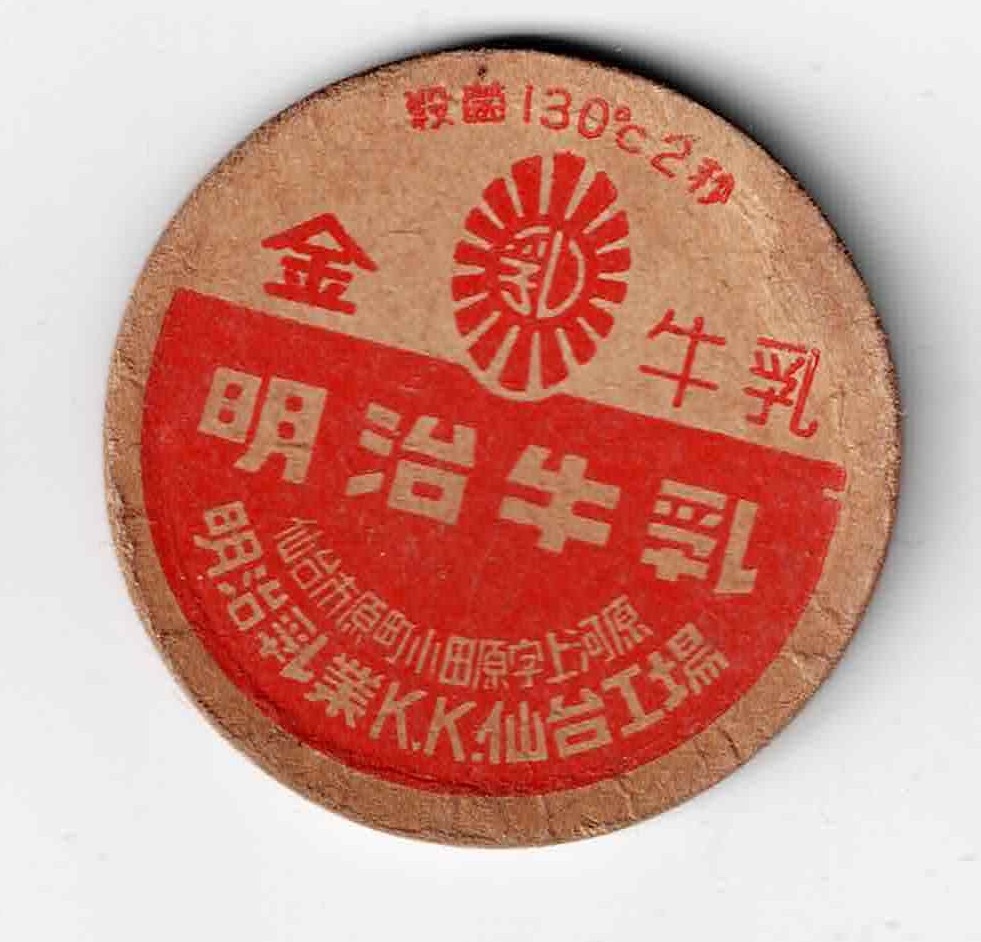 殺菌130℃2秒
金
乳
牛乳
明治牛乳
仙台市原町小田原字上河原
明治乳業K.K.仙台工場